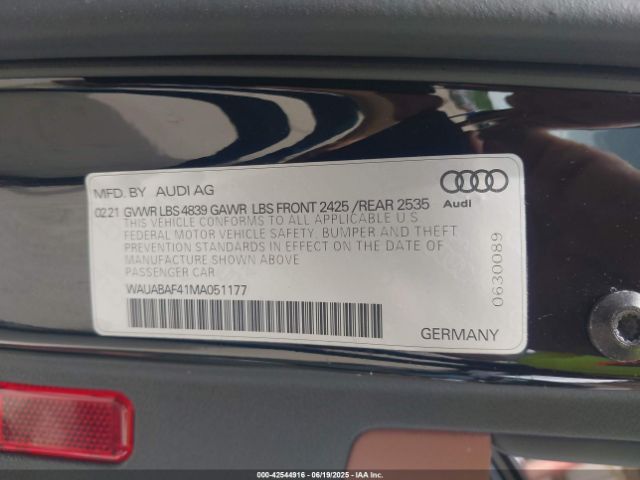 MFD. BY AUDI AG
Audi
02.21 GVWR LBS 4839 GAWR LBS FRONT 2425 /REAR 2535
THIS VEHICLE CONFORMS TO ALL APPLICABLE U.S
FEDERAL MOTOR VEHICLE SAFETY, BUMPER AND THEFT
PREVENTION STANDARDS IN EFFECT ON THE DATE OF
MANUFACTURE SHOWN ABOVE
PASSENGER CAR
WAUABAF41MA051177
0630089
GERMANY
000-42544916 - 06/19/2025 - IAAI.COM